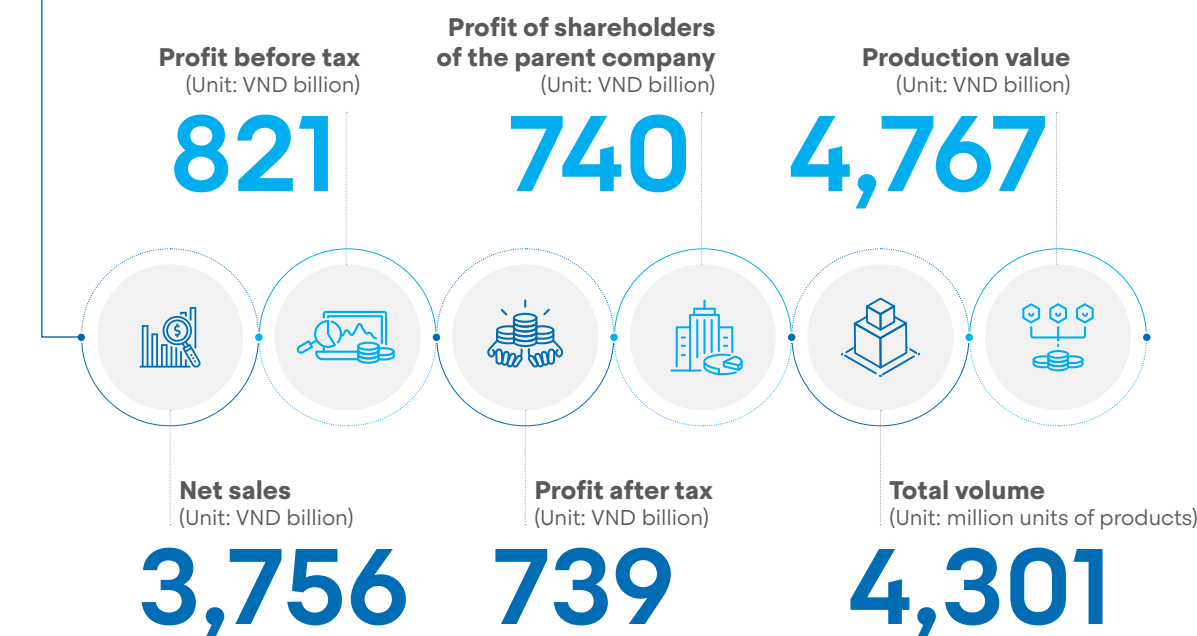 Profit before tax
(Unit: VND billion)
821
Profit of shareholders
of the parent company
(Unit: VND billion)
740
Production value
(Unit: VND billion)
4,767
$
Net sales
(Unit: VND billion)
3,756
Profit after tax
(Unit: VND billion)
739
Total volume
(Unit: million units of products)
4,301